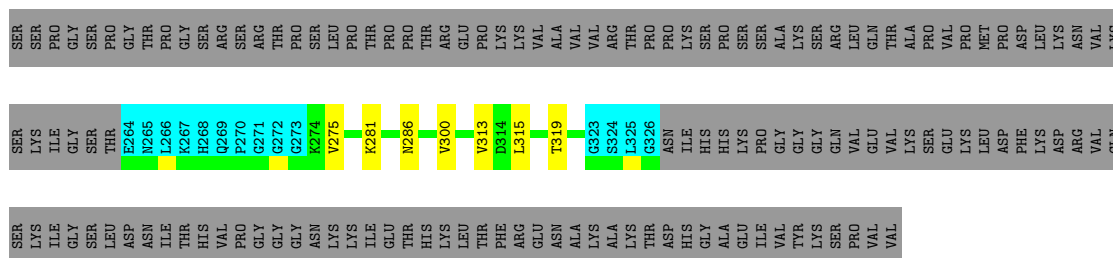 SER SER PRO GLY SER PRO GLY THR PRO GLY SER ARG SER ARG THR PRO SER LEU PRO THR PRO PRO THR ARG GLU PRO LYS LYS VAL ALA VAL VAL ARG THR PRO PRO LYS SER PRO SER SER ALA LYS SER ARG LEU GLN THR ALA PRO VAL PRO MET PRO ASP LEU LYS ASN VAL
SER LYS ILE GLY SER THR E264 N265 L266 K267 H268 Q269 P270 G271 G272 G273 K274 V275 K281 N286 V300 V313 D314 L315 T319 G323 S324 L325 G326 ASN ILE HIS HIS LYS PRO GLY GLY GLY GLN VAL GLU VAL LYS SER GLU LYS LEU ASP PHE LYS ASP ARG VAL
SER LYS ILE GLY SER LEU ASP ASN ILE THR HIS VAL PRO GLY GLY GLY ASN LYS LYS ILE GLU THR HIS LYS LEU THR PHE ARG GLU ASN ALA LYS ALA LYS THR ASP HIS GLY ALA GLU ILE VAL TYR LYS SER PRO VAL VAL